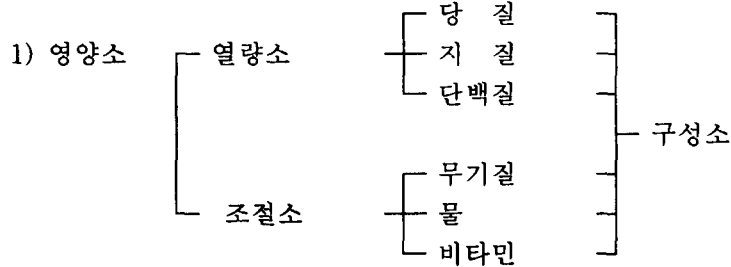 당 질
1) 영양소 열량소 지 질
단백질
구성소
무기질
조절소 물
비타민